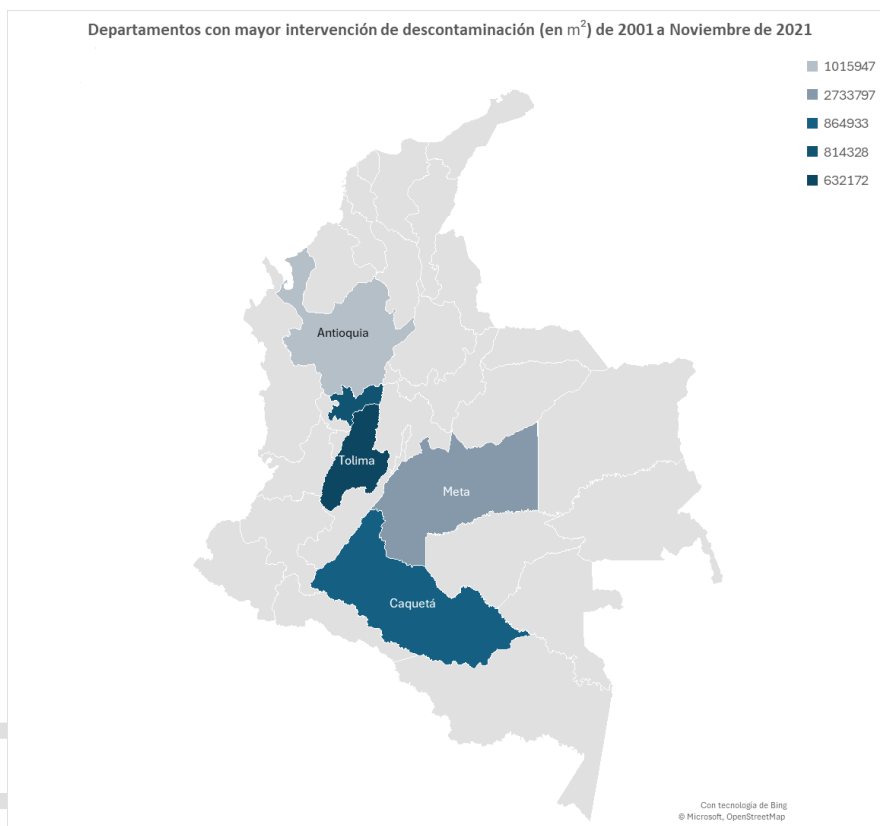 Departamentos con mayor intervención de descontaminación (en m²) de 2001 a Noviembre de 2021
1015947
2733797
864933
814328
632172
Antioquia
Tolima
Meta
Caquetá
Con tecnología de Bing
© Microsoft, OpenStreetMap